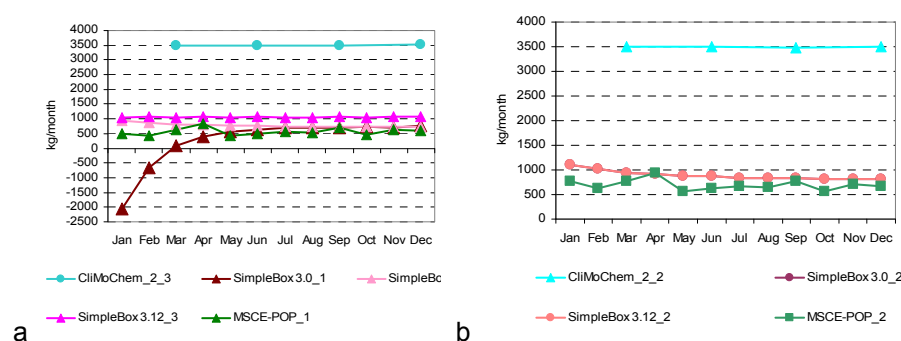 4000
3500
3000
2500
2000
1500
1000
500
0
-500
-1000
-1500
-2000
-2500
kg/month
Jan Feb Mar Apr May Jun Jul Aug Sep Oct Nov Dec
CliMoChem_2_3 SimpleBox 3.0_1
SimpleBox 3.12_3 MSCE-POP_1
a
4000
3500
3000
2500
2000
1500
1000
500
0
kg/month
Jan Feb Mar Apr May Jun Jul Aug Sep Oct Nov Dec
CliMoChem_2_2 SimpleBox 3.0_2
SimpleBox 3.12_2 MSCE-POP_2
b